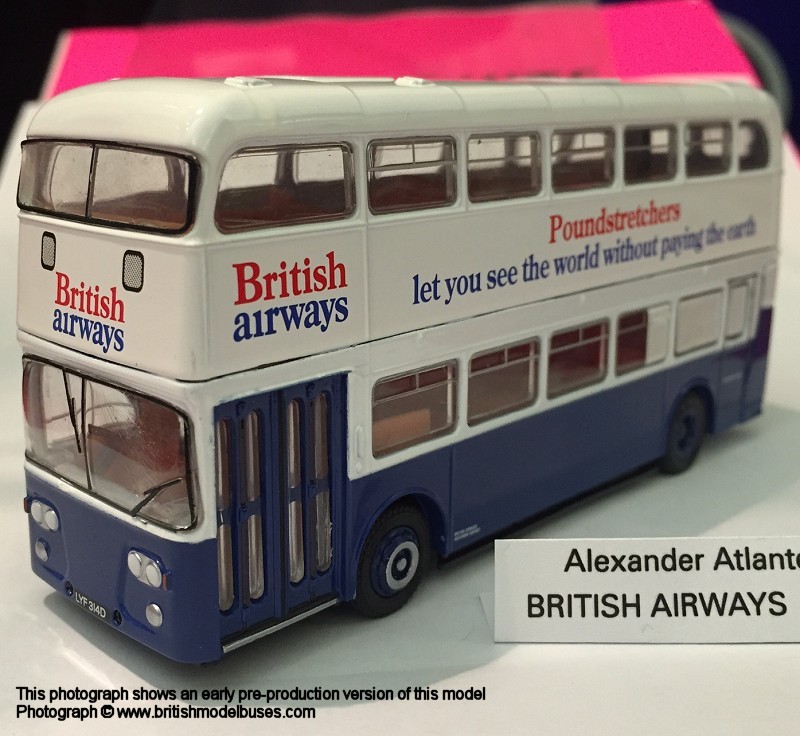 British
airways
British
airways
Poundstretchers
let you see the world without paying the earth
LYF 314D
Alexander Atlante
BRITISH AIRWAYS
This photograph shows an early pre-production version of this model
Photograph © www.britishmodelbuses.com